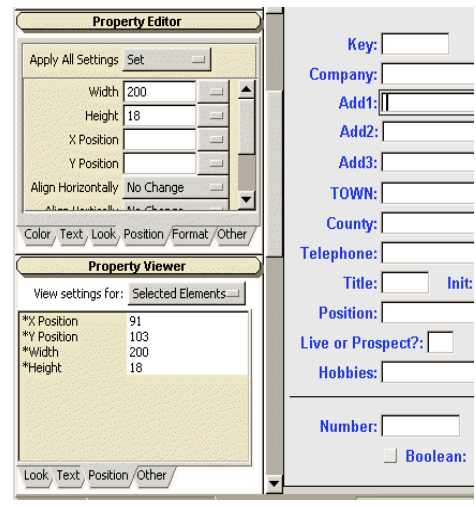 Property Editor
Apply All Settings Set
Width 200
Height 18
X Position
Y Position
Align Horizontally No Change
Color Text Look Position Format Other
Property Viewer
View settings for: Selected Elements
*X Position 91
*Y Position 103
*Width 200
*Height 18
Look Text Position Other
Key:
Company:
Add1:
Add2:
Add3:
TOWN:
County:
Telephone:
Title: Init:
Position:
Live or Prospect?:
Hobbies:
Number:
Boolean: